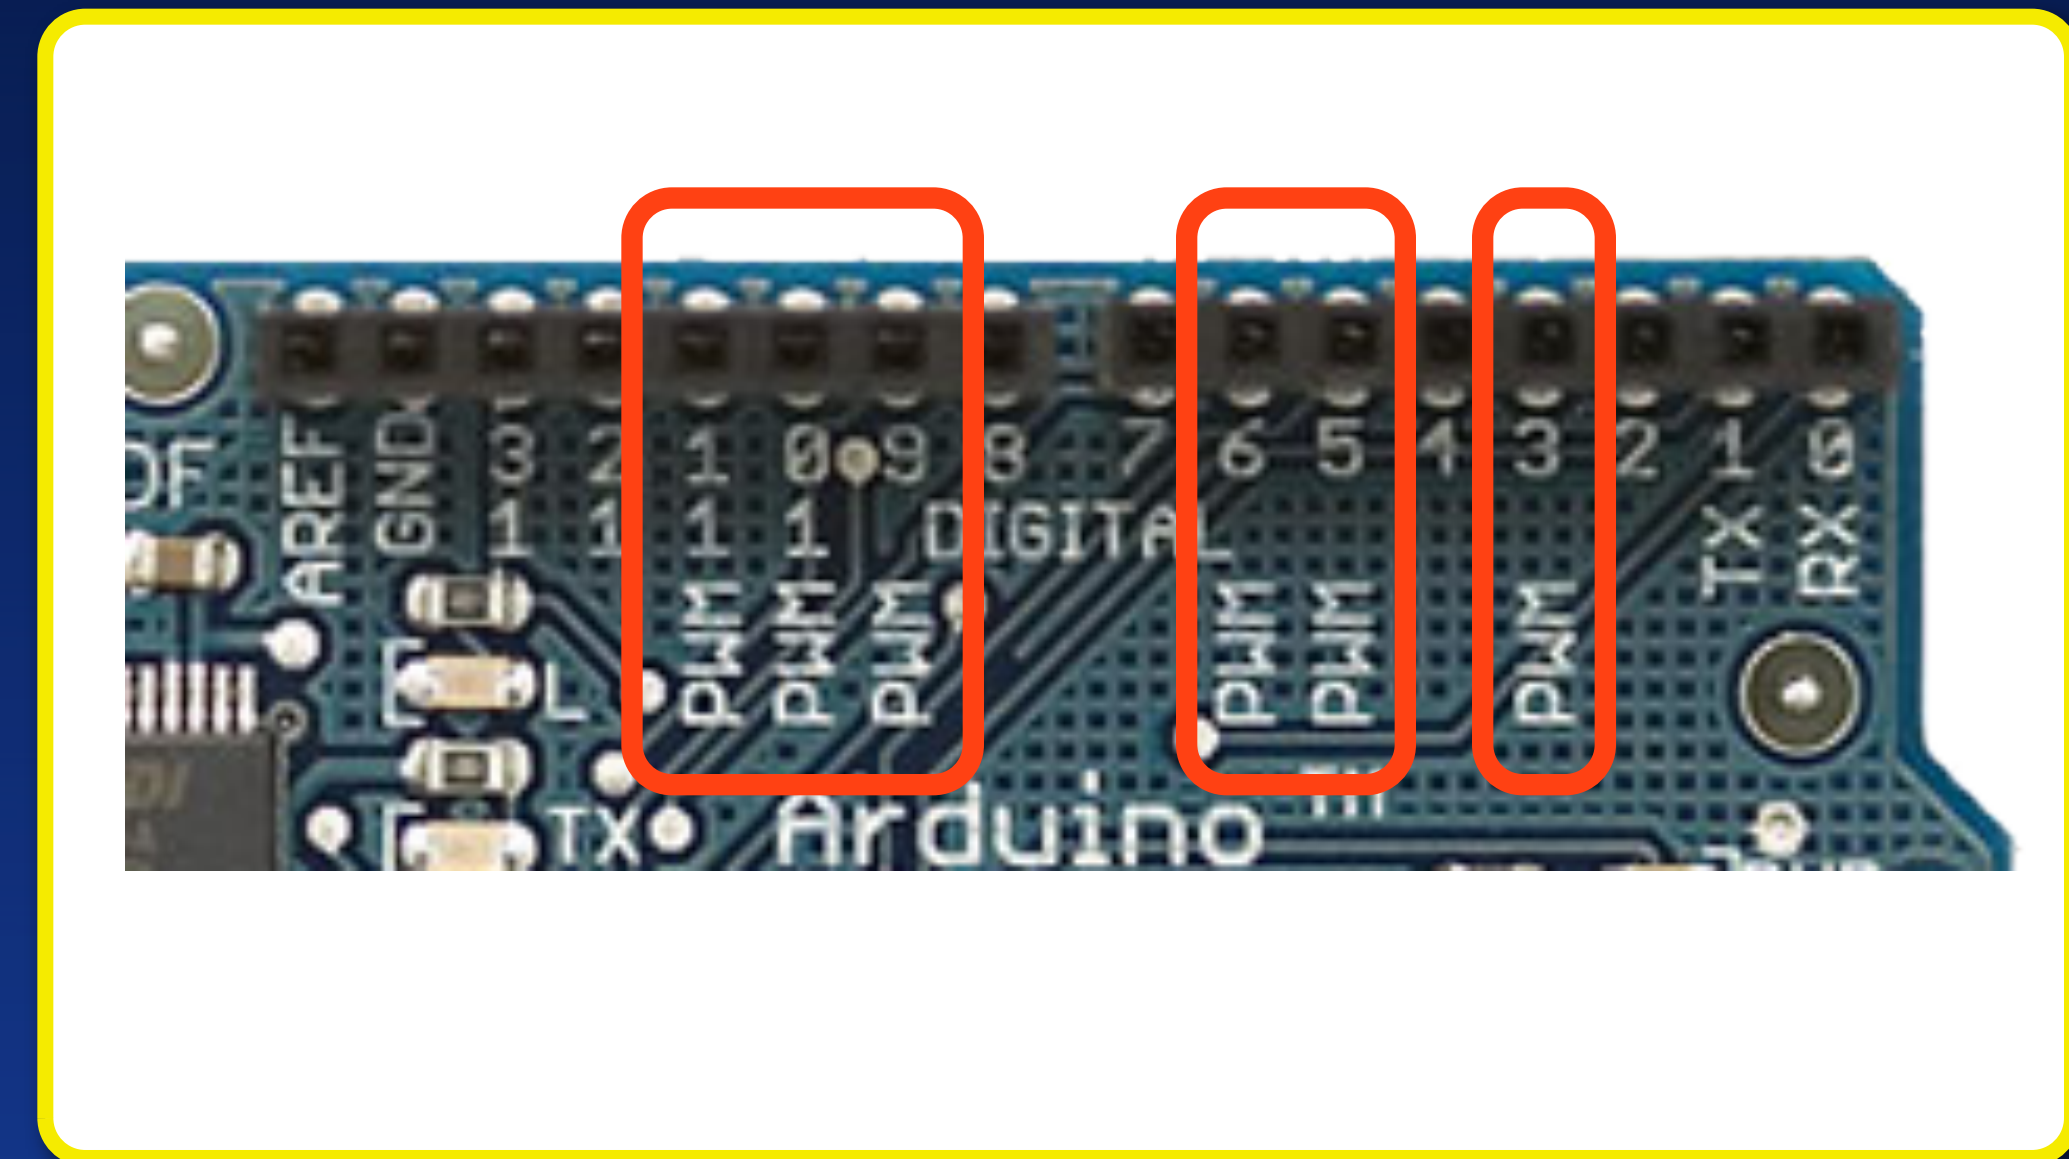 AREF GND 13 12 11 10 9 8 7 6 5 4 3 2 1 0
DIGITAL
PWM PWM PWM PWM PWM PWM TX RX
L
TX
Arduino